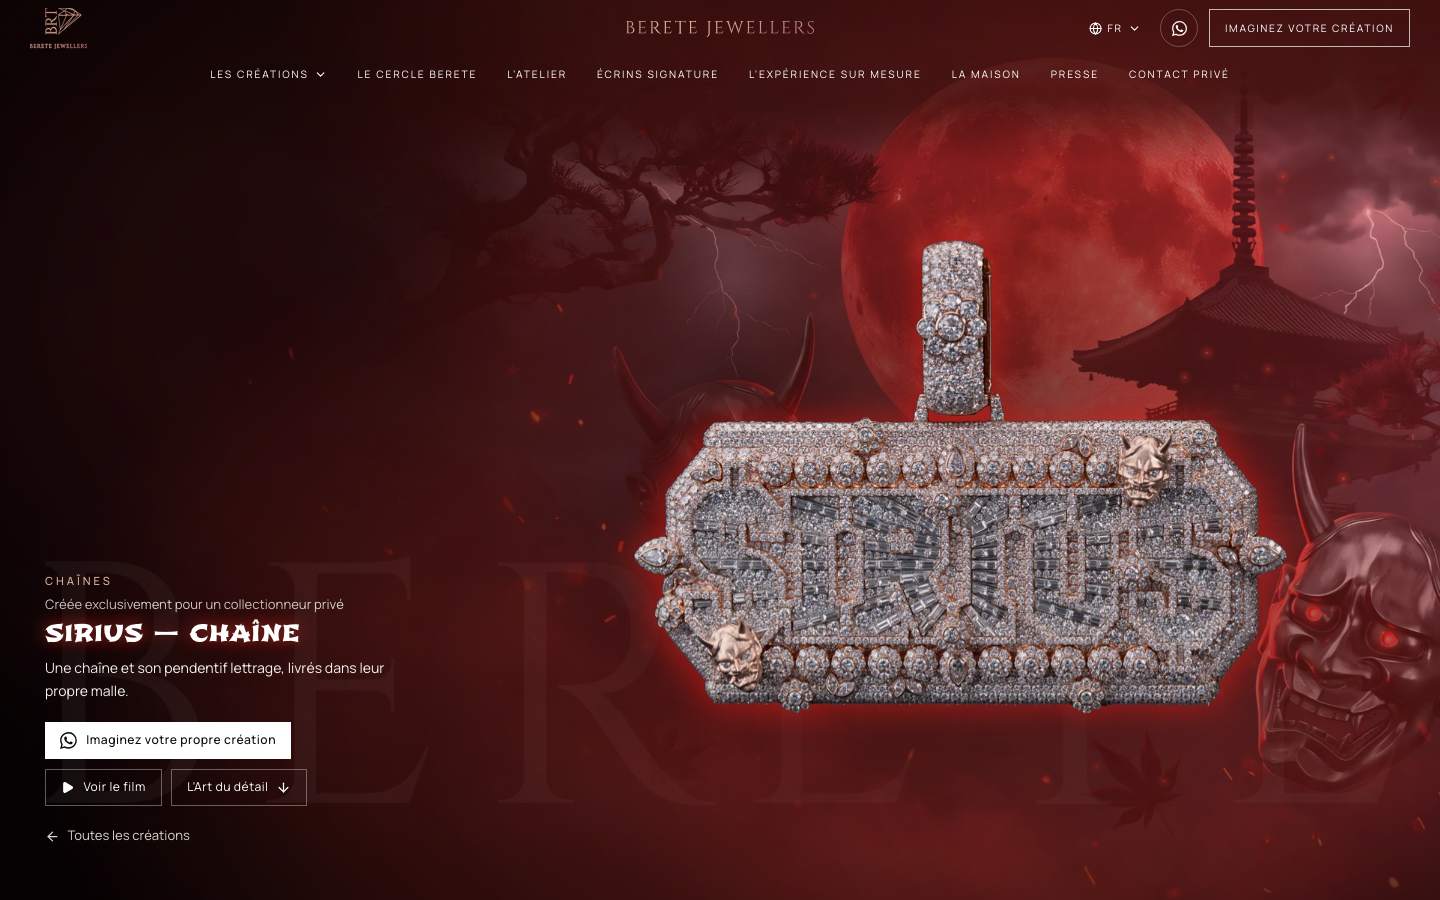 BRT
BERETE JEWELLERS
BERETE JEWELLERS
FR
IMAGINEZ VOTRE CRÉATION
LES CRÉATIONS
LE CERCLE BERETE
L'ATELIER
ÉCRINS SIGNATURE
L'EXPÉRIENCE SUR MESURE
LA MAISON
PRESSE
CONTACT PRIVÉ
SIRIUS
BERETE
CHAÎNES
Créée exclusivement pour un collectionneur privé
SIRIUS — CHAÎNE
Une chaîne et son pendentif lettrage, livrés dans leur
propre malle.
Imaginez votre propre création
Voir le film
L'Art du détail
Toutes les créations